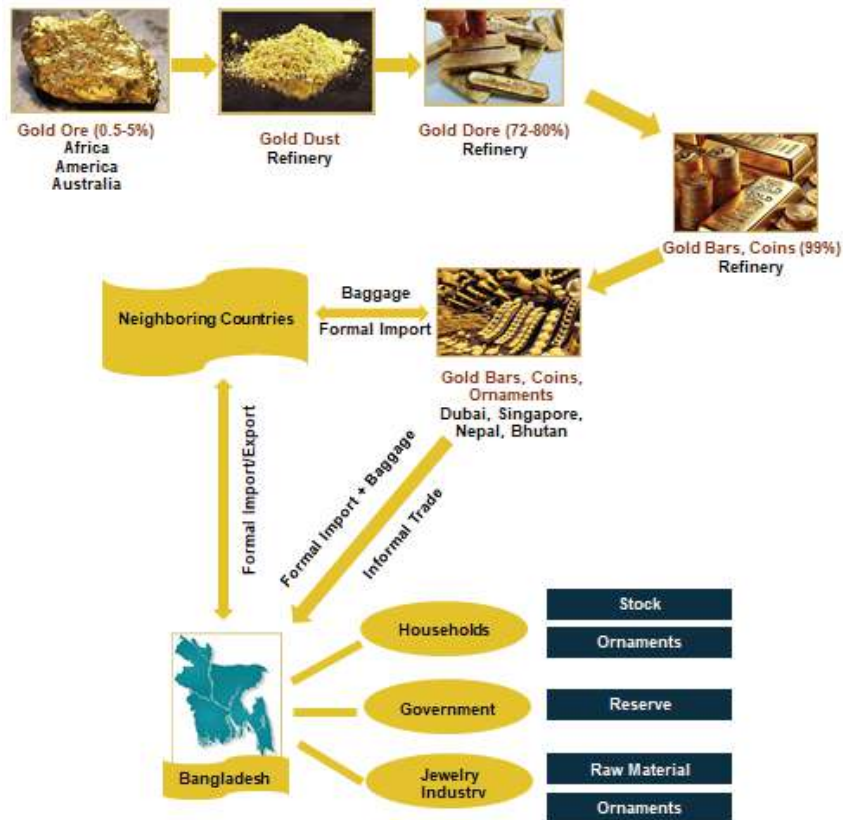 Gold Ore (0.5-5%)
Africa
America
Australia
Gold Dust
Refinery
Gold Dore (72-80%)
Refinery
Gold Bars, Coins (99%)
Refinery
Neighboring Countries
Baggage
Formal Import
Gold Bars, Coins,
Ornaments
Dubai, Singapore,
Nepal, Bhutan
Formal Import/Export
Formal Import + Baggage
Informal Trade
Households
Stock
Ornaments
Government
Reserve
Bangladesh
Jewelry
Industry
Raw Material
Ornaments